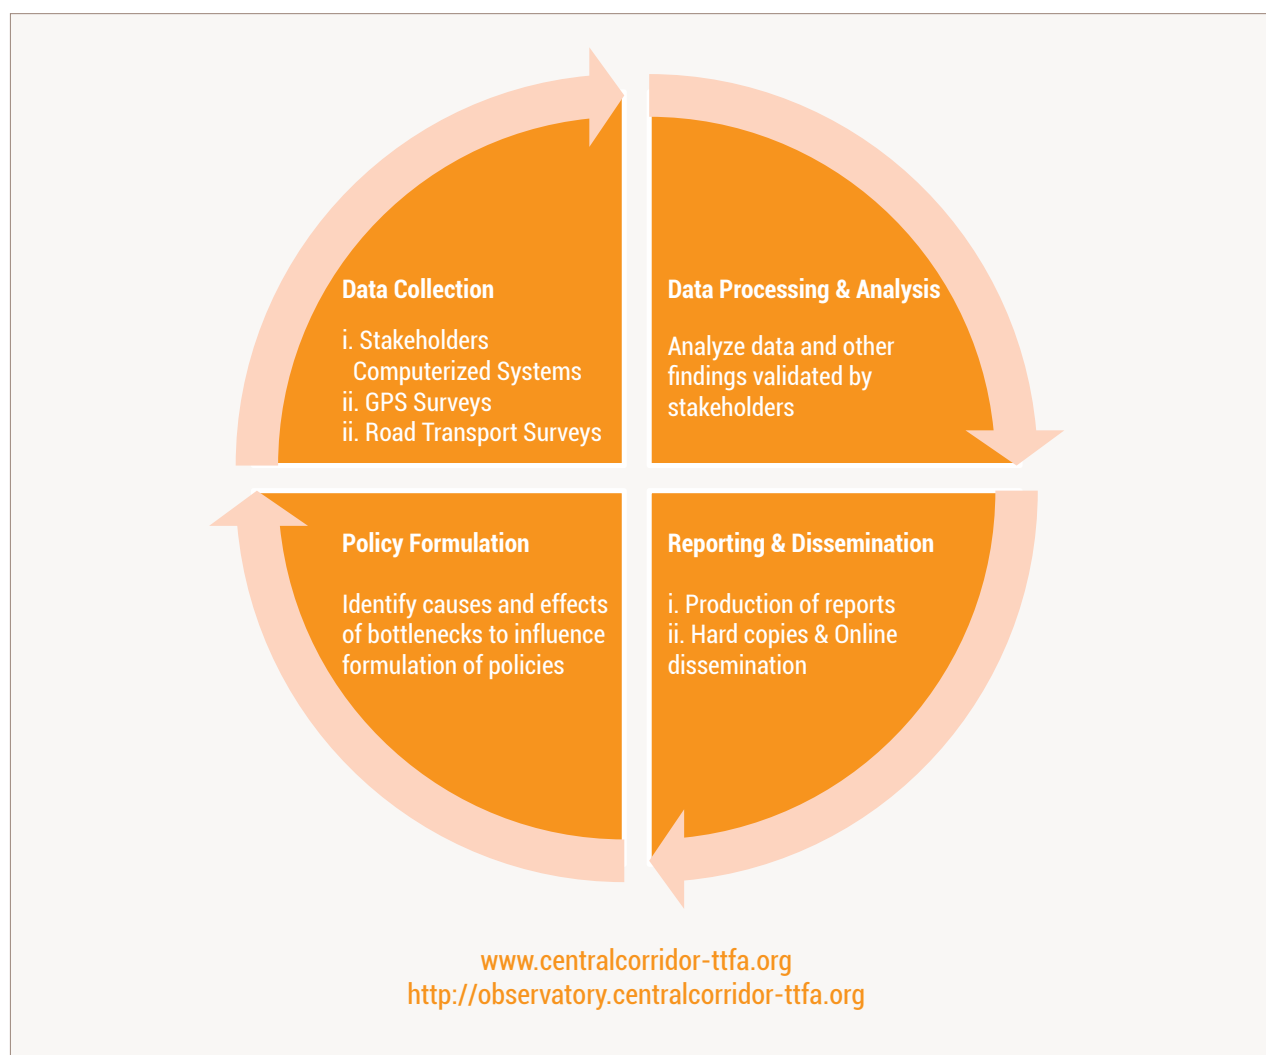 Data Collection
i. Stakeholders
Computerized Systems
ii. GPS Surveys
ii. Road Transport Surveys
Data Processing & Analysis
Analyze data and other
findings validated by
stakeholders
Policy Formulation
Identify causes and effects
of bottlenecks to influence
formulation of policies
Reporting & Dissemination
i. Production of reports
ii. Hard copies & Online
dissemination
www.centralcorridor-ttfa.org
http://observatory.centralcorridor-ttfa.org